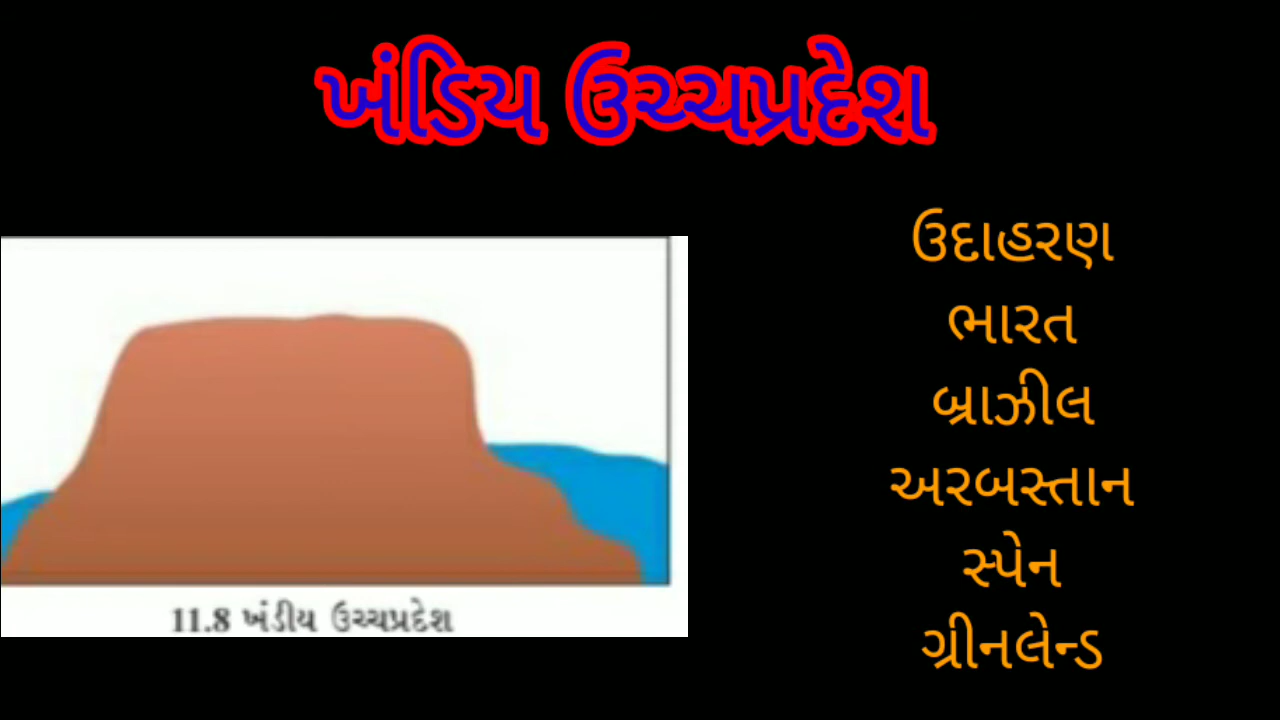 ખંડિય ઉચ્ચપ્રદેશ
11.8 ખંડીય ઉચ્ચપ્રદેશ
ઉદાહરણ
ભારત
બ્રાઝીલ
અરબસ્તાન
સ્પેન
ગ્રીનલેન્ડ